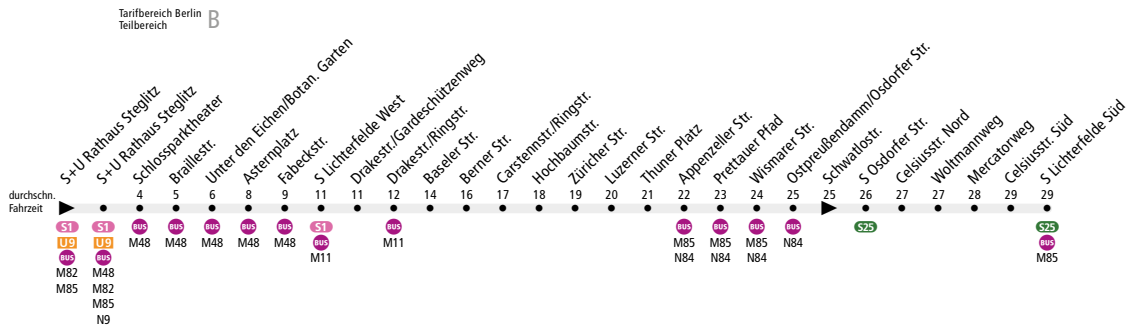 Tarifbereich Berlin B
Teilbereich
S+U Rathaus Steglitz
S+U Rathaus Steglitz
Schlossparktheater
Braillestr.
Unter den Eichen/Botan. Garten
Asternplatz
Fabeckstr.
S Lichterfelde West
Drakestr./Gardeschützenweg
Drakestr./Ringstr.
Baseler Str.
Berner Str.
Carstennstr./Ringstr.
Hochbaumstr.
Züricher Str.
Luzerner Str.
Thuner Platz
Appenzeller Str.
Prettauer Pfad
Wismarer Str.
Ostpreußendamm/Osdorfer Str.
Schwatlostr.
S Osdorfer Str.
Celsiusstr. Nord
Woltmannweg
Mercatorweg
Celsiusstr. Süd
S Lichterfelde Süd
durchschn. 4 5 6 8 9 11 11 12 14 16 17 18 19 20 21 22 23 24 25 25 26 27 27 28 29 29
Fahrzeit
S1 S1 BUS BUS BUS BUS BUS S1 BUS BUS BUS BUS BUS S25 S25
U9 U9 M48 M48 M48 M48 M48 BUS M11 M85 M85 M85 N84 BUS
BUS BUS M11 N84 N84 N84 M85
M82 M48
M85 M82
M85
N9